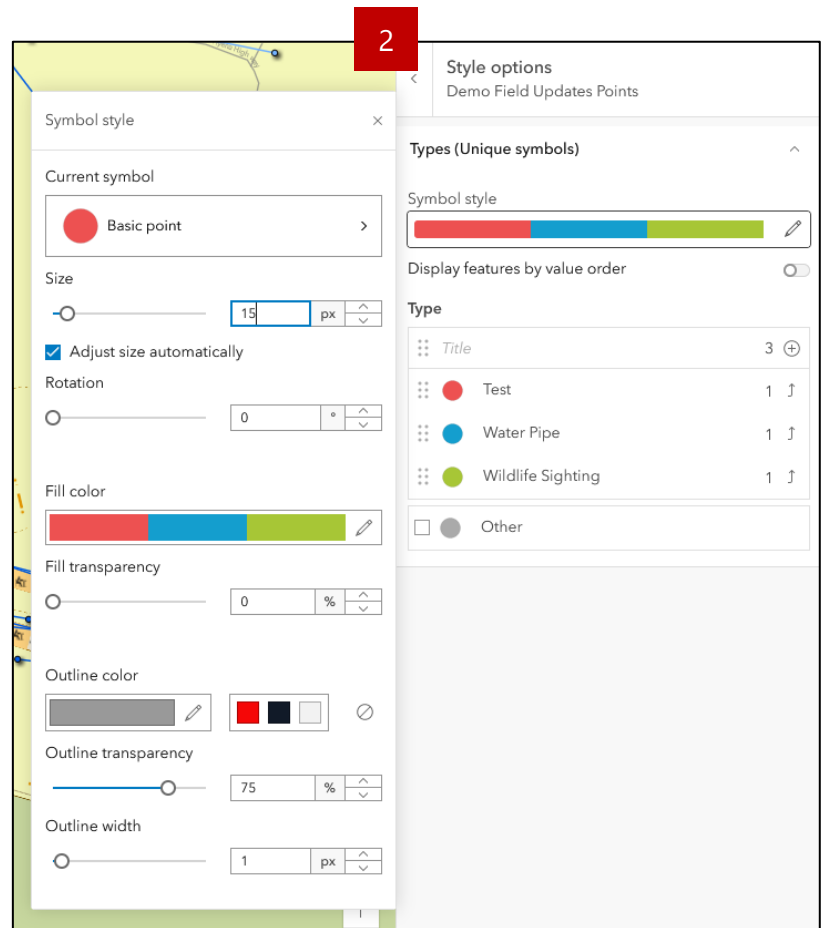 2
Style options
Demo Field Updates Points
Symbol style
Types (Unique symbols)
Current symbol
Symbol style
Basic point
Display features by value order
Size
15 px
Type
Adjust size automatically
Title 3
Rotation
Test 1
0 °
Water Pipe 1
Wildlife Sighting 1
Fill color
Other
Fill transparency
0 %
Outline color
Outline transparency
75 %
Outline width
1 px